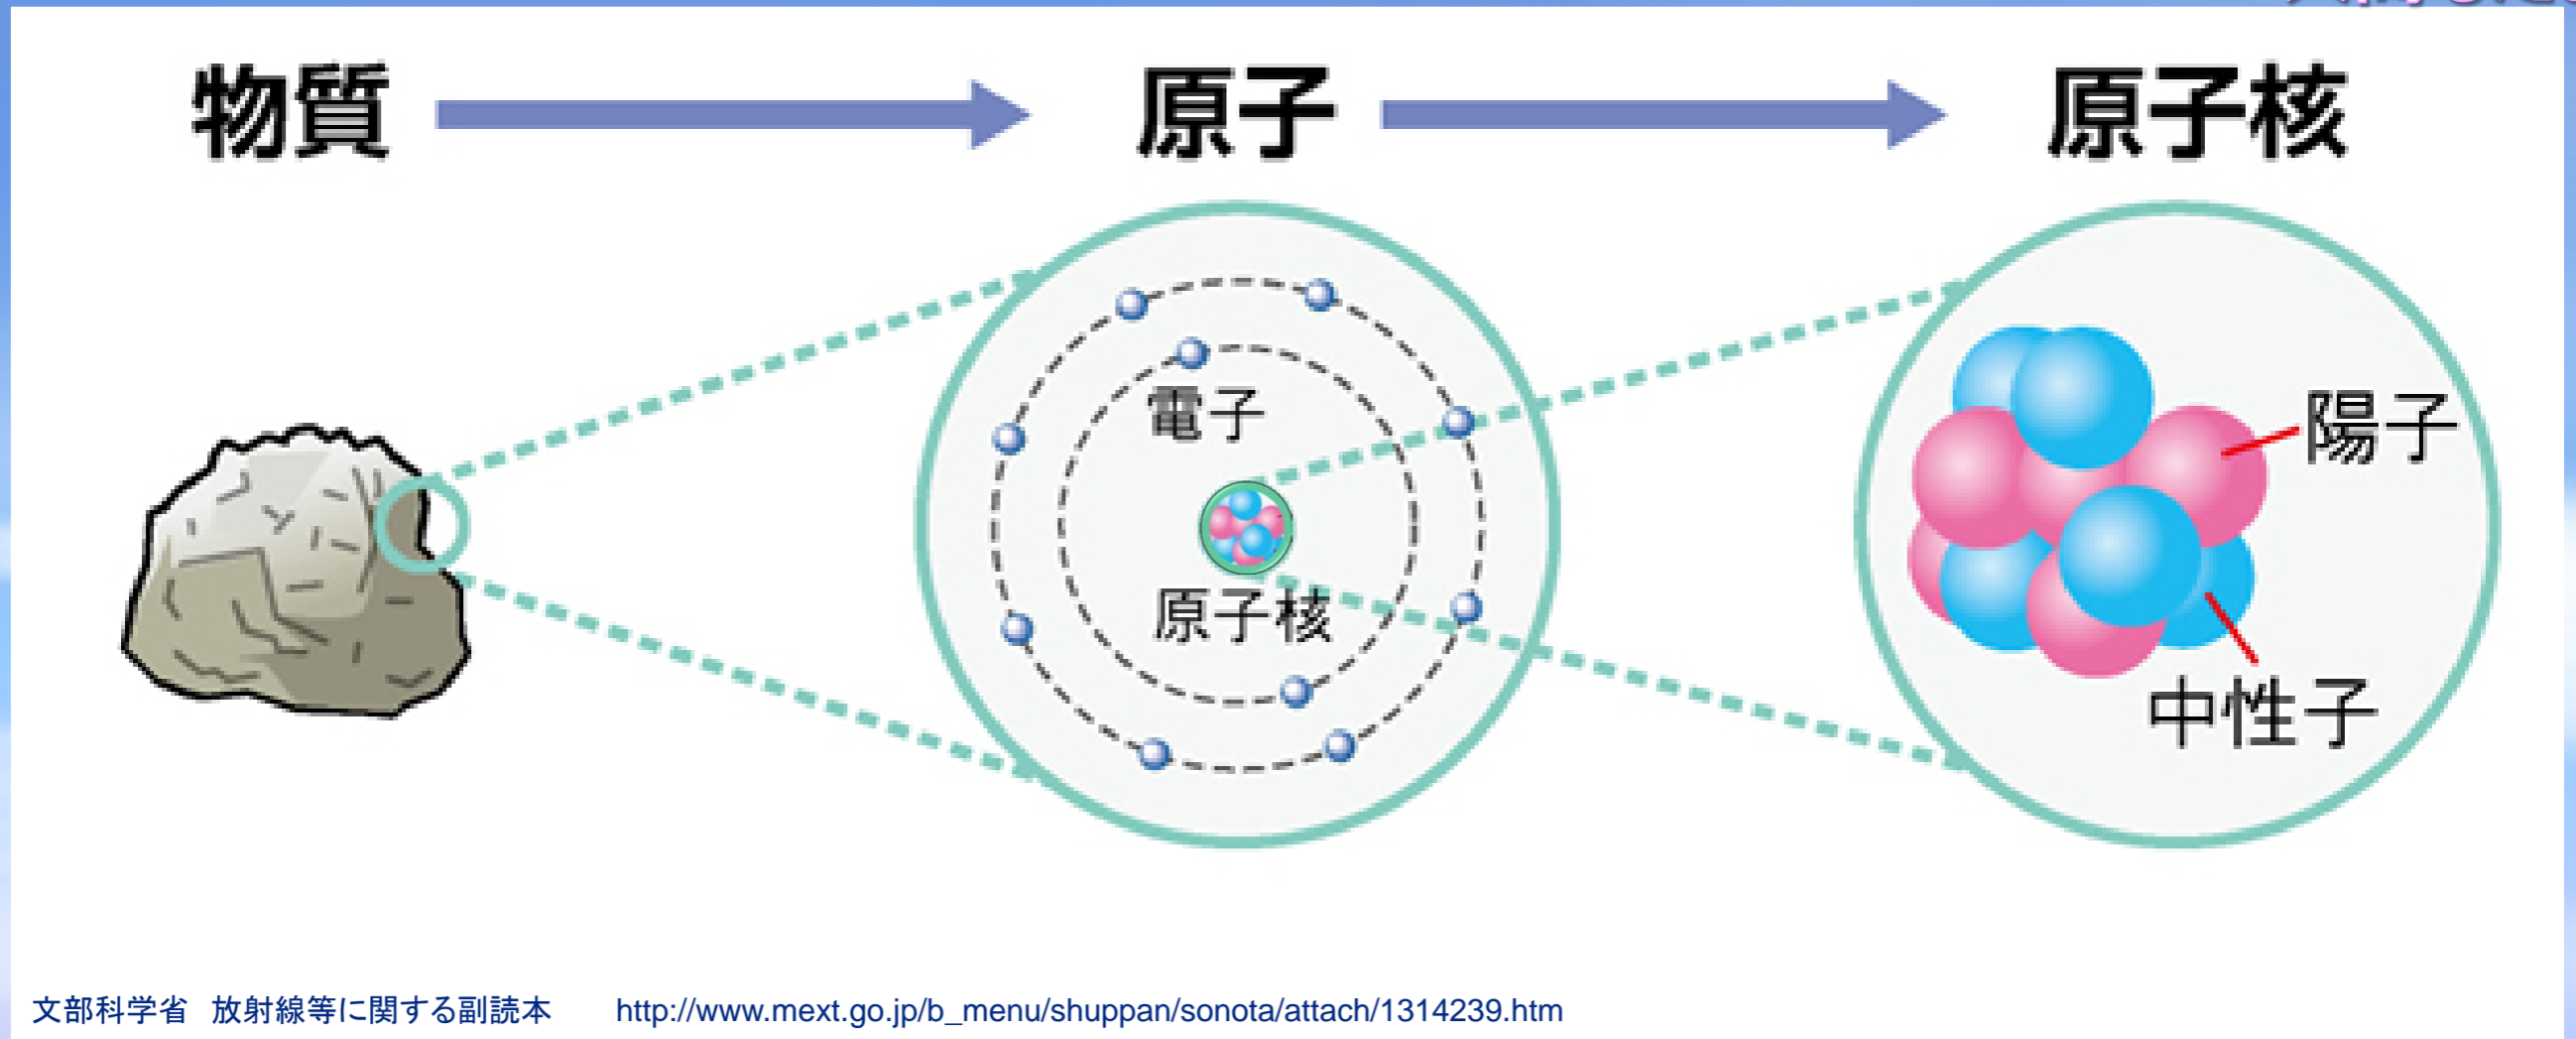 物質 原子 原子核
電子
陽子
原子核
中性子
文部科学省 放射線等に関する副読本 http://www.mext.go.jp/b_menu/shuppan/sonota/attach/1314239.htm